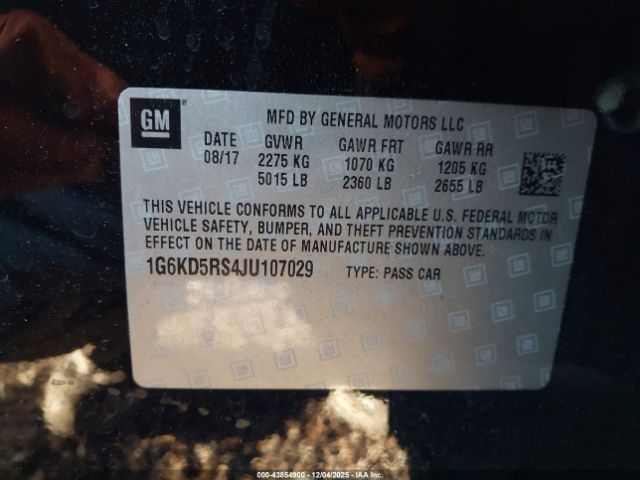 GM
MFD BY GENERAL MOTORS LLC
DATE GVWR GAWR FRT GAWR RR
08/17 2275 KG 1070 KG 1205 KG
5015 LB 2360 LB 2655 LB
THIS VEHICLE CONFORMS TO ALL APPLICABLE U.S. FEDERAL MOTOR
VEHICLE SAFETY, BUMPER, AND THEFT PREVENTION STANDARDS IN
EFFECT ON THE DATE OF MANUFACTURE SHOWN ABOVE.
1G6KD5RS4JU107029 TYPE: PASS CAR
000-43854900 - 12/04/2025 - IAA Inc.